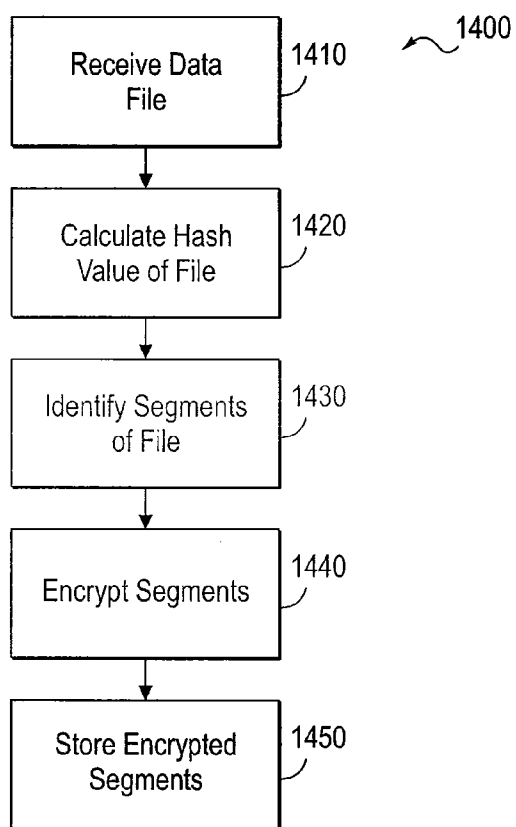 1400
Receive Data
File
1410
Calculate Hash
Value of File
1420
Identify Segments
of File
1430
Encrypt Segments
1440
Store Encrypted
Segments
1450